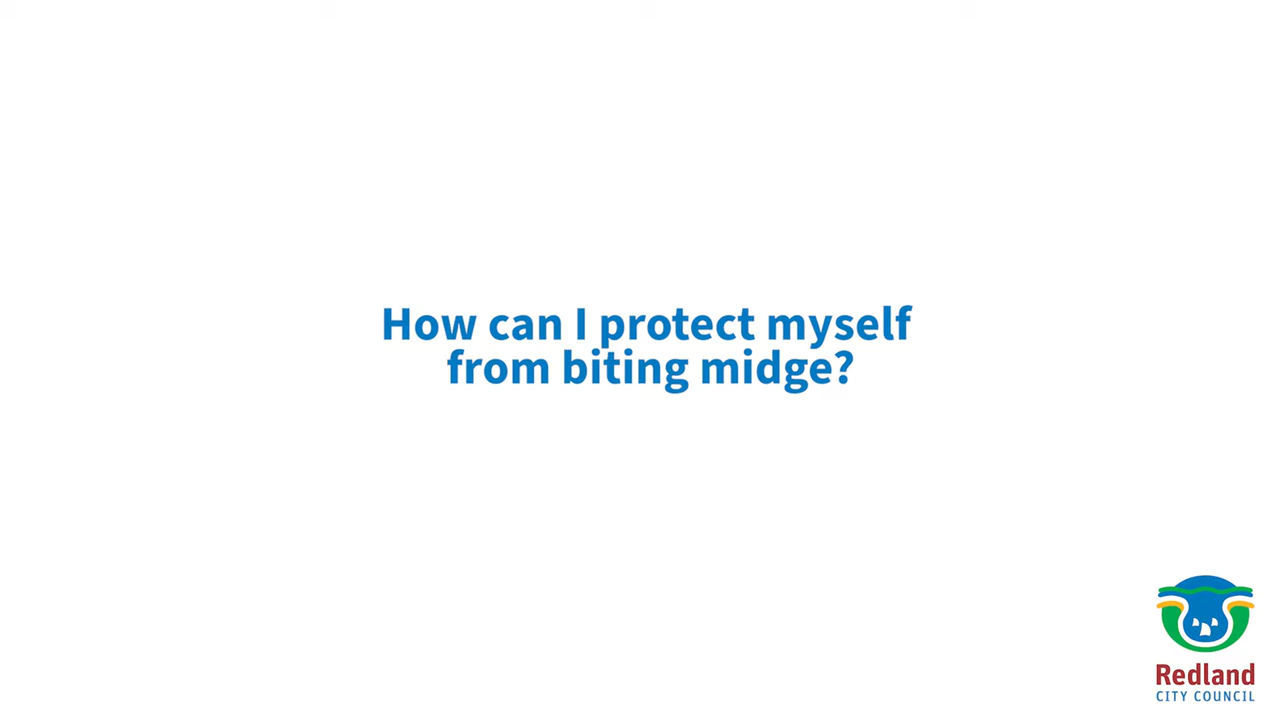 How can I protect myself
from biting midge?
Redland
CITY COUNCIL